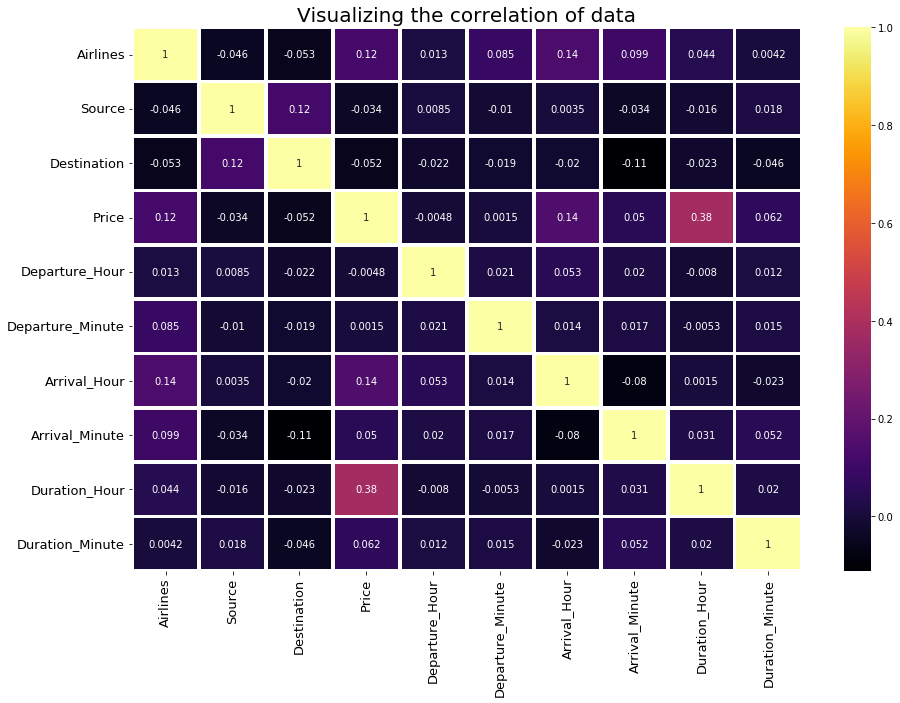 Visualizing the correlation of data
Airlines 1 -0.046 -0.053 0.12 0.013 0.085 0.14 0.099 0.044 0.0042
Source -0.046 1 0.12 -0.034 0.0085 -0.01 0.0035 -0.034 -0.016 0.018
Destination -0.053 0.12 1 -0.052 -0.022 -0.019 -0.02 -0.11 -0.023 -0.046
Price 0.12 -0.034 -0.052 1 -0.0048 0.0015 0.14 0.05 0.38 0.062
Departure_Hour 0.013 0.0085 -0.022 -0.0048 1 0.021 0.053 0.02 -0.008 0.012
Departure_Minute 0.085 -0.01 -0.019 0.0015 0.021 1 0.014 0.017 -0.0053 0.015
Arrival_Hour 0.14 0.0035 -0.02 0.14 0.053 0.014 1 -0.08 0.0015 -0.023
Arrival_Minute 0.099 -0.034 -0.11 0.05 0.02 0.017 -0.08 1 0.031 0.052
Duration_Hour 0.044 -0.016 -0.023 0.38 -0.008 -0.0053 0.0015 0.031 1 0.02
Duration_Minute 0.0042 0.018 -0.046 0.062 0.012 0.015 -0.023 0.052 0.02 1
Airlines
Source
Destination
Price
Departure_Hour
Departure_Minute
Arrival_Hour
Arrival_Minute
Duration_Hour
Duration_Minute
1.0
0.8
0.6
0.4
0.2
0.0